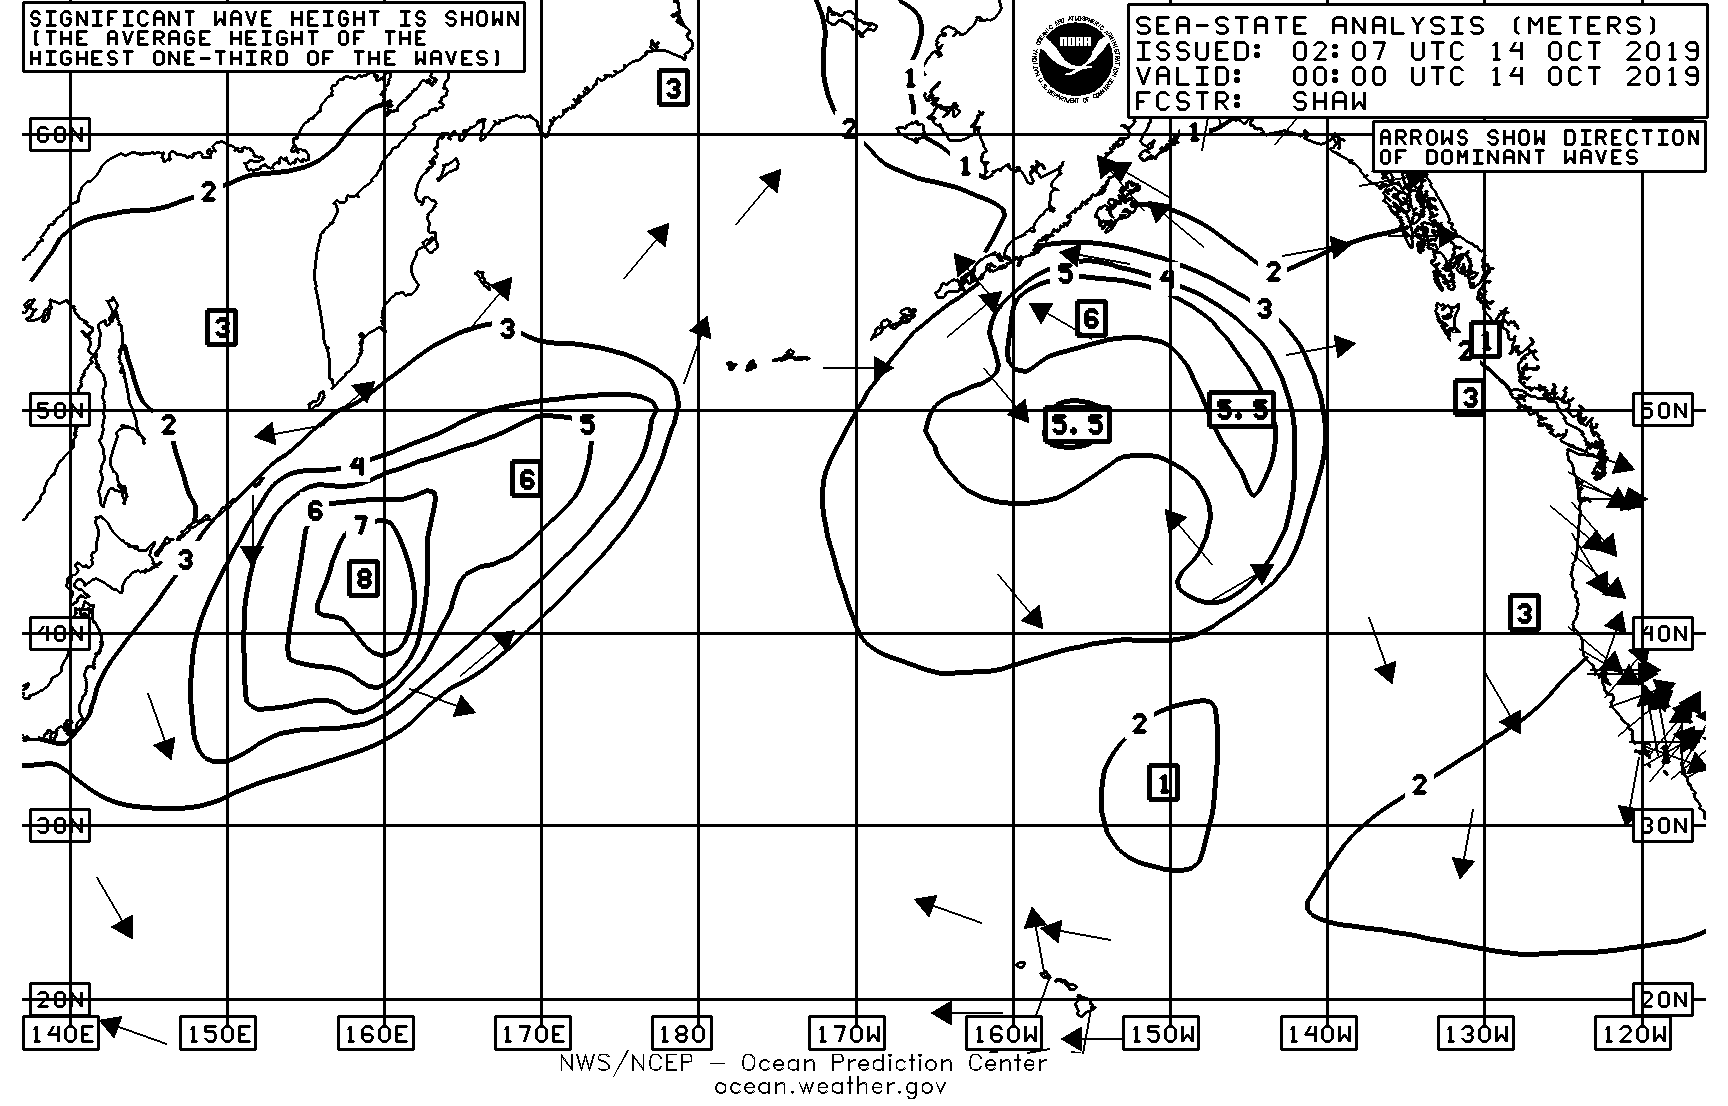 SIGNIFICANT WAVE HEIGHT IS SHOWN
(THE AVERAGE HEIGHT OF THE
HIGHEST ONE-THIRD OF THE WAVES)
NOAA
SEA-STATE ANALYSIS (METERS)
ISSUED: 02:07 UTC 14 OCT 2019
VALID: 00:00 UTC 14 OCT 2019
FCSTR: SHAW
ARROWS SHOW DIRECTION
OF DOMINANT WAVES
3
1
2
1
1
60N
2
2
5
4
3
6
3
3
2
1
3
50N
50N
2
5
5.5
5.5
4
6
6
7
3
8
3
40N
40N
2
1
2
30N
30N
20N
20N
140E 150E 160E 170E 180 170W 160W 150W 140W 130W 120W
NWS/NCEP – Ocean Prediction Center
ocean.weather.gov